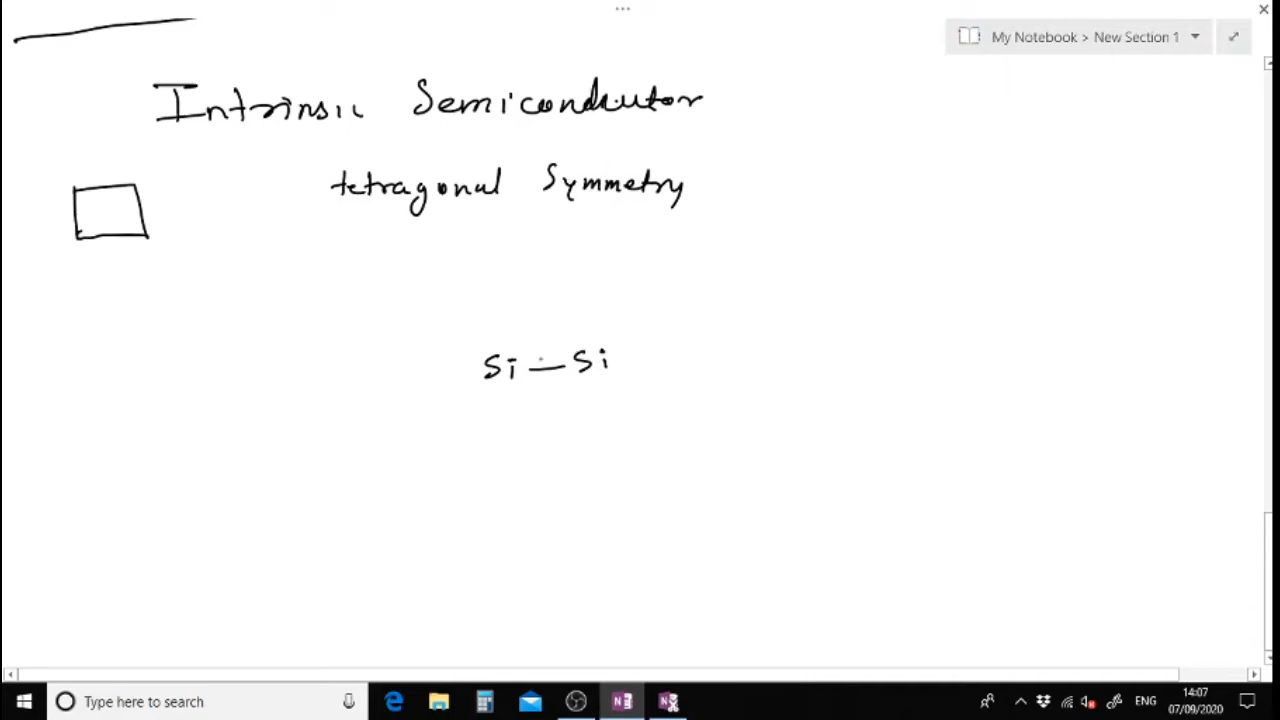 My Notebook > New Section 1
Intrinsic Semiconductor
tetragonal Symmetry
Si — Si
Type here to search
ENG
14:07
07/09/2020